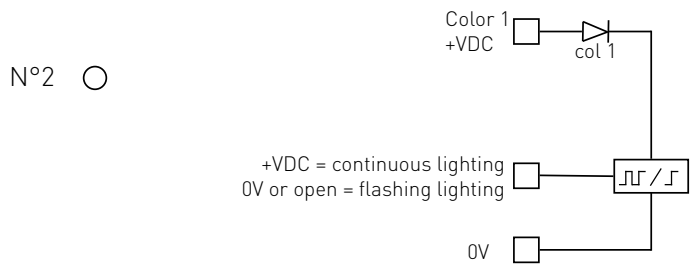 Color 1
+VDC
col 1
N°2
+VDC = continuous lighting
0V or open = flashing lighting
0V